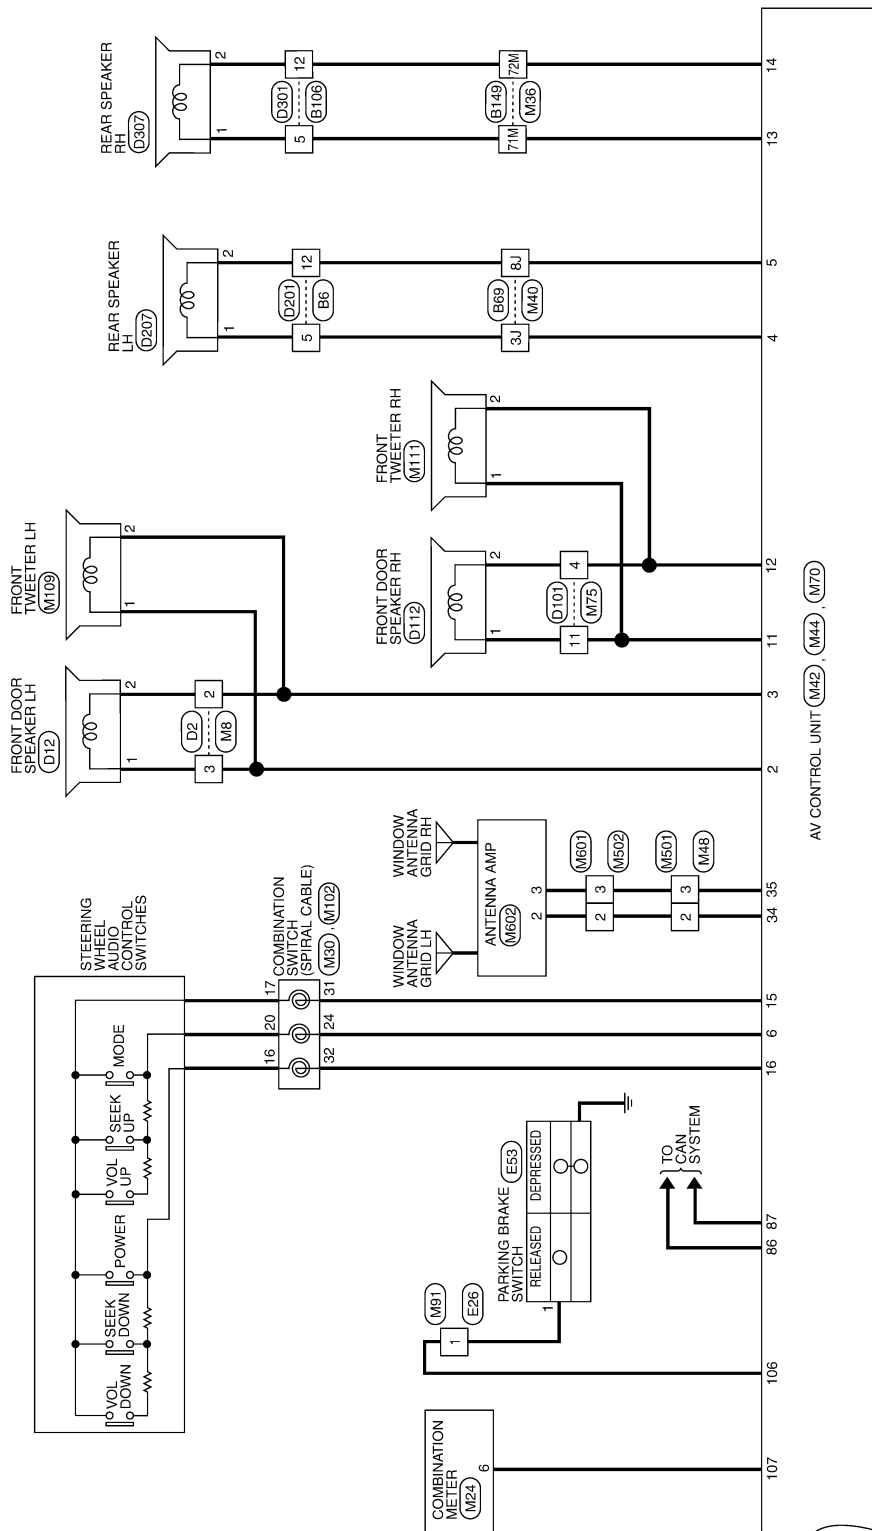 REAR SPEAKER
RH
D307
2
1
12
D301
B106
5
72M
B149
M36
71M
14
13
REAR SPEAKER
LH
D207
2
1
12
D201
B6
5
8J
B69
M40
3J
5
4
FRONT
TWEETER RH
M111
2
1
FRONT DOOR
SPEAKER RH
D112
2
1
4
D101
M75
11
12
11
FRONT
TWEETER LH
M109
2
1
FRONT DOOR
SPEAKER LH
D12
2
1
2
D2
M8
3
3
2
AV CONTROL UNIT M42 , M44 , M70
WINDOW
ANTENNA
GRID RH
WINDOW
ANTENNA
GRID LH
ANTENNA AMP
M602
3
2
M601
M502
3
2
M501
M48
3
2
35
34
STEERING
WHEEL
AUDIO
CONTROL
SWITCHES
MODE
SEEK
UP
VOL
UP
POWER
SEEK
DOWN
VOL
DOWN
COMBINATION
SWITCH
(SPIRAL CABLE)
M30 , M102
17
20
16
31
24
32
15
6
16
PARKING BRAKE
SWITCH
E53
RELEASED
DEPRESSED
1
M91
E26
1
106
TO
CAN
SYSTEM
87
86
COMBINATION
METER
M24
6
107